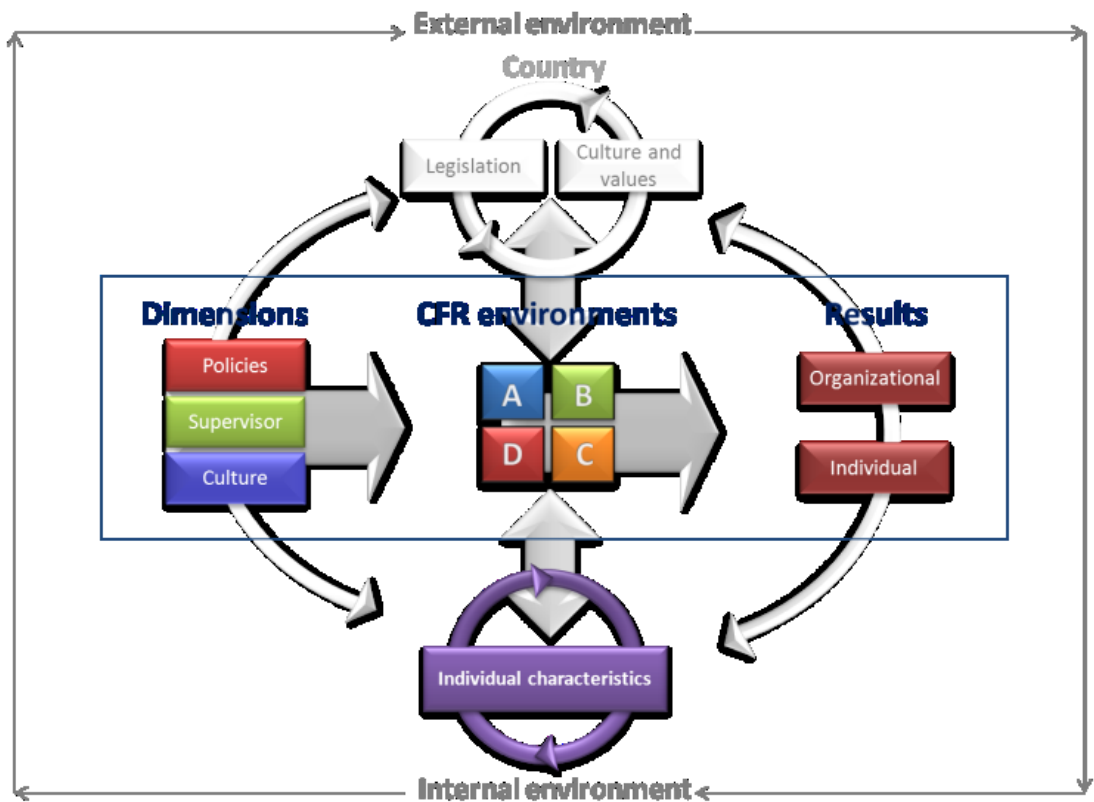 External environment
Country
Legislation
Culture and
values
Dimensions
CFR environments
Results
Policies
Supervisor
Culture
A
B
D
C
Organizational
Individual
Individual characteristics
Internal environment